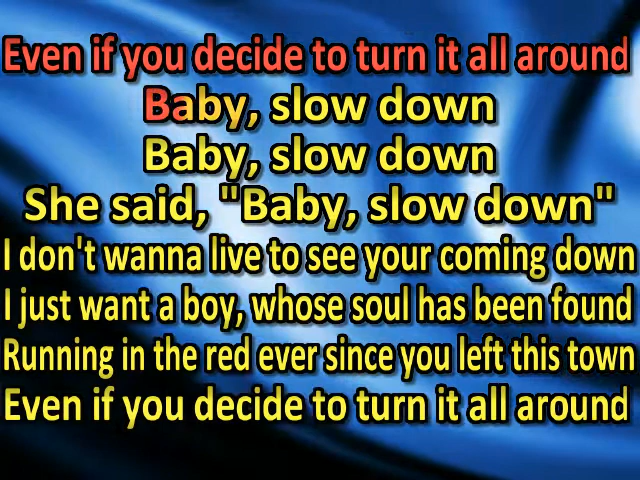 Even if you decide to turn it all around
Baby, slow down
Baby, slow down
She said, "Baby, slow down"
I don't wanna live to see your coming down
I just want a boy, whose soul has been found
Running in the red ever since you left this town
Even if you decide to turn it all around